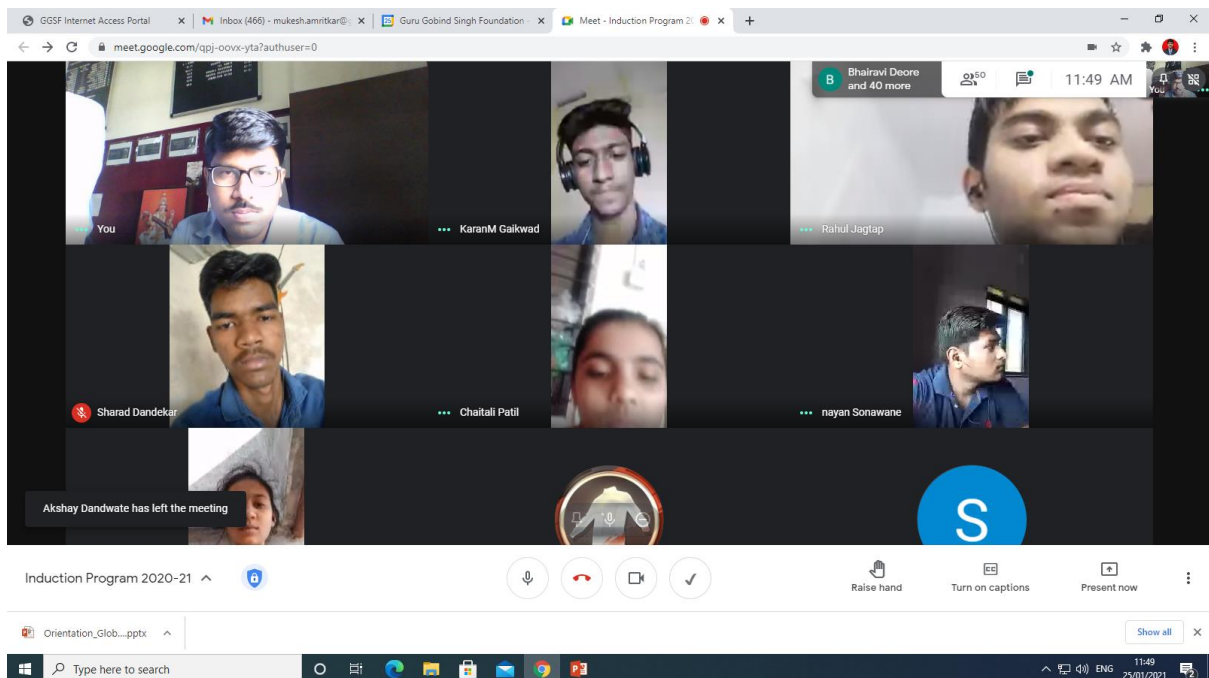 GGSF Internet Access Portal
Inbox (466) - mukesh.amritkar@
Guru Gobind Singh Foundation -
Meet - Induction Program 20
meet.google.com/qpj-oovx-yta?authuser=0
B
Bhairavi Deore
and 40 more
50
11:49 AM
You
You
KaranM Gaikwad
Rahul Jagtap
Sharad Dandekar
Chaitali Patil
nayan Sonawane
Akshay Dandwate has left the meeting
S
Induction Program 2020-21
Raise hand
CC
Turn on captions
Present now
Orientation_Glob....pptx
Show all
Type here to search
ENG
11:49
25/01/2021
2